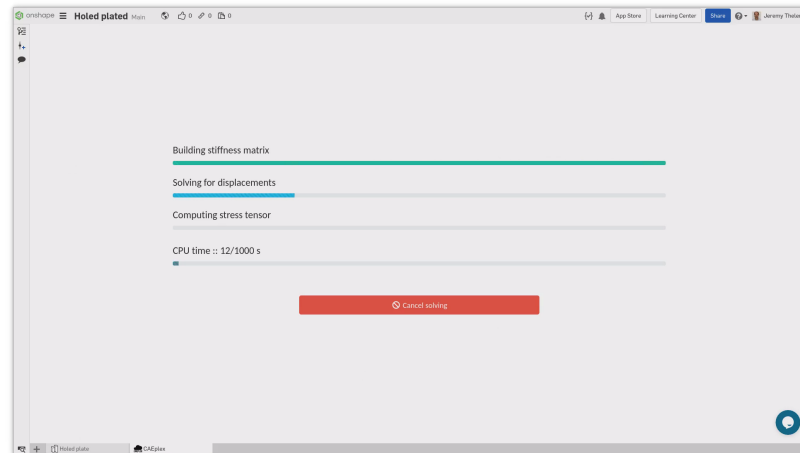 onshape Holed plated Main 0 0 0 App Store Learning Center Share Jeremy Thele
Building stiffness matrix
Solving for displacements
Computing stress tensor
CPU time :: 12/1000 s
Cancel solving
Holed plate CAEplex